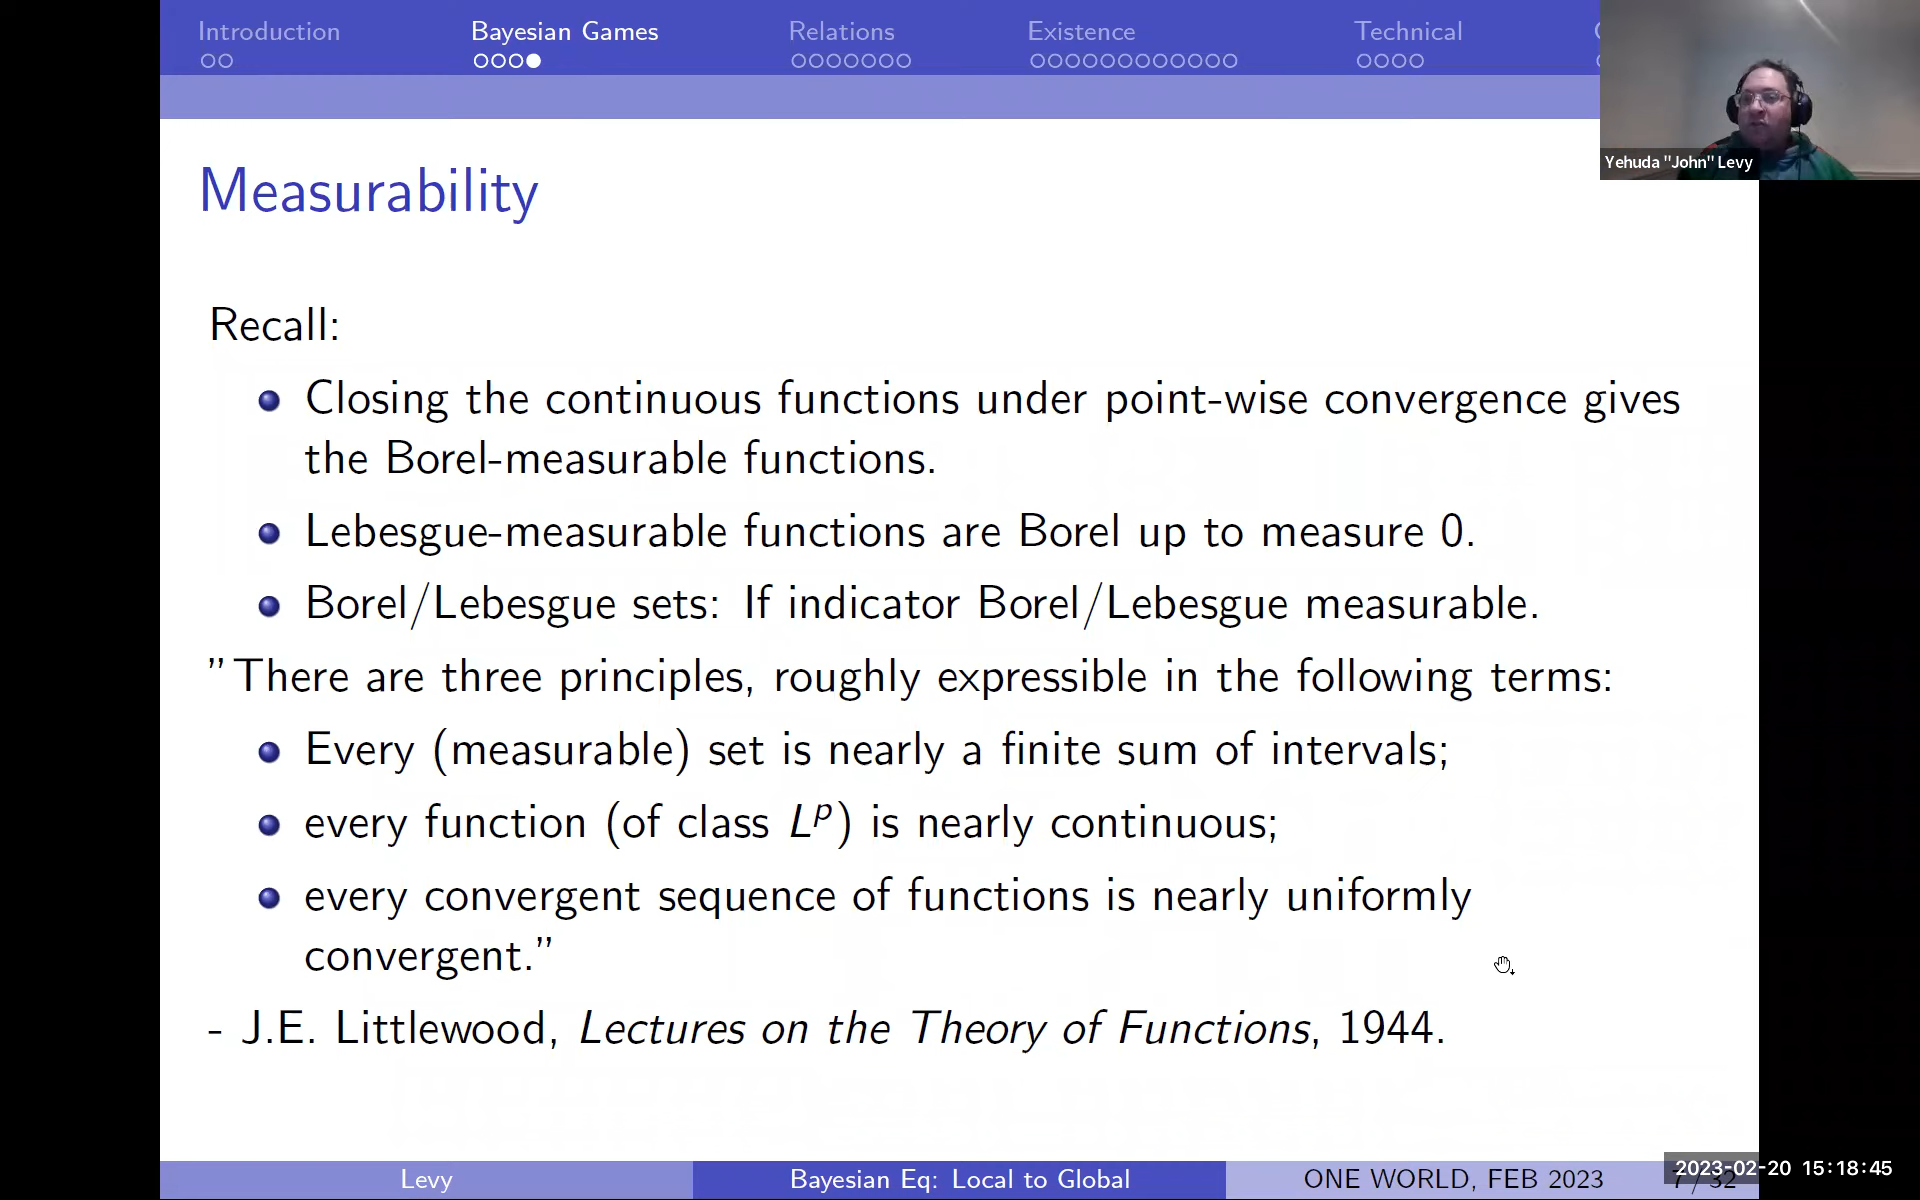 Introduction Bayesian Games Relations Existence Technical
Yehuda "John" Levy
Measurability
Recall:
Closing the continuous functions under point-wise convergence gives
the Borel-measurable functions.
Lebesgue-measurable functions are Borel up to measure 0.
Borel/Lebesgue sets: If indicator Borel/Lebesgue measurable.
”There are three principles, roughly expressible in the following terms:
Every (measurable) set is nearly a finite sum of intervals;
every function (of class Lᵖ) is nearly continuous;
every convergent sequence of functions is nearly uniformly
convergent.”
- J.E. Littlewood, Lectures on the Theory of Functions, 1944.
Levy Bayesian Eq: Local to Global ONE WORLD, FEB 2023 7 / 32
2023-02-20 15:18:45